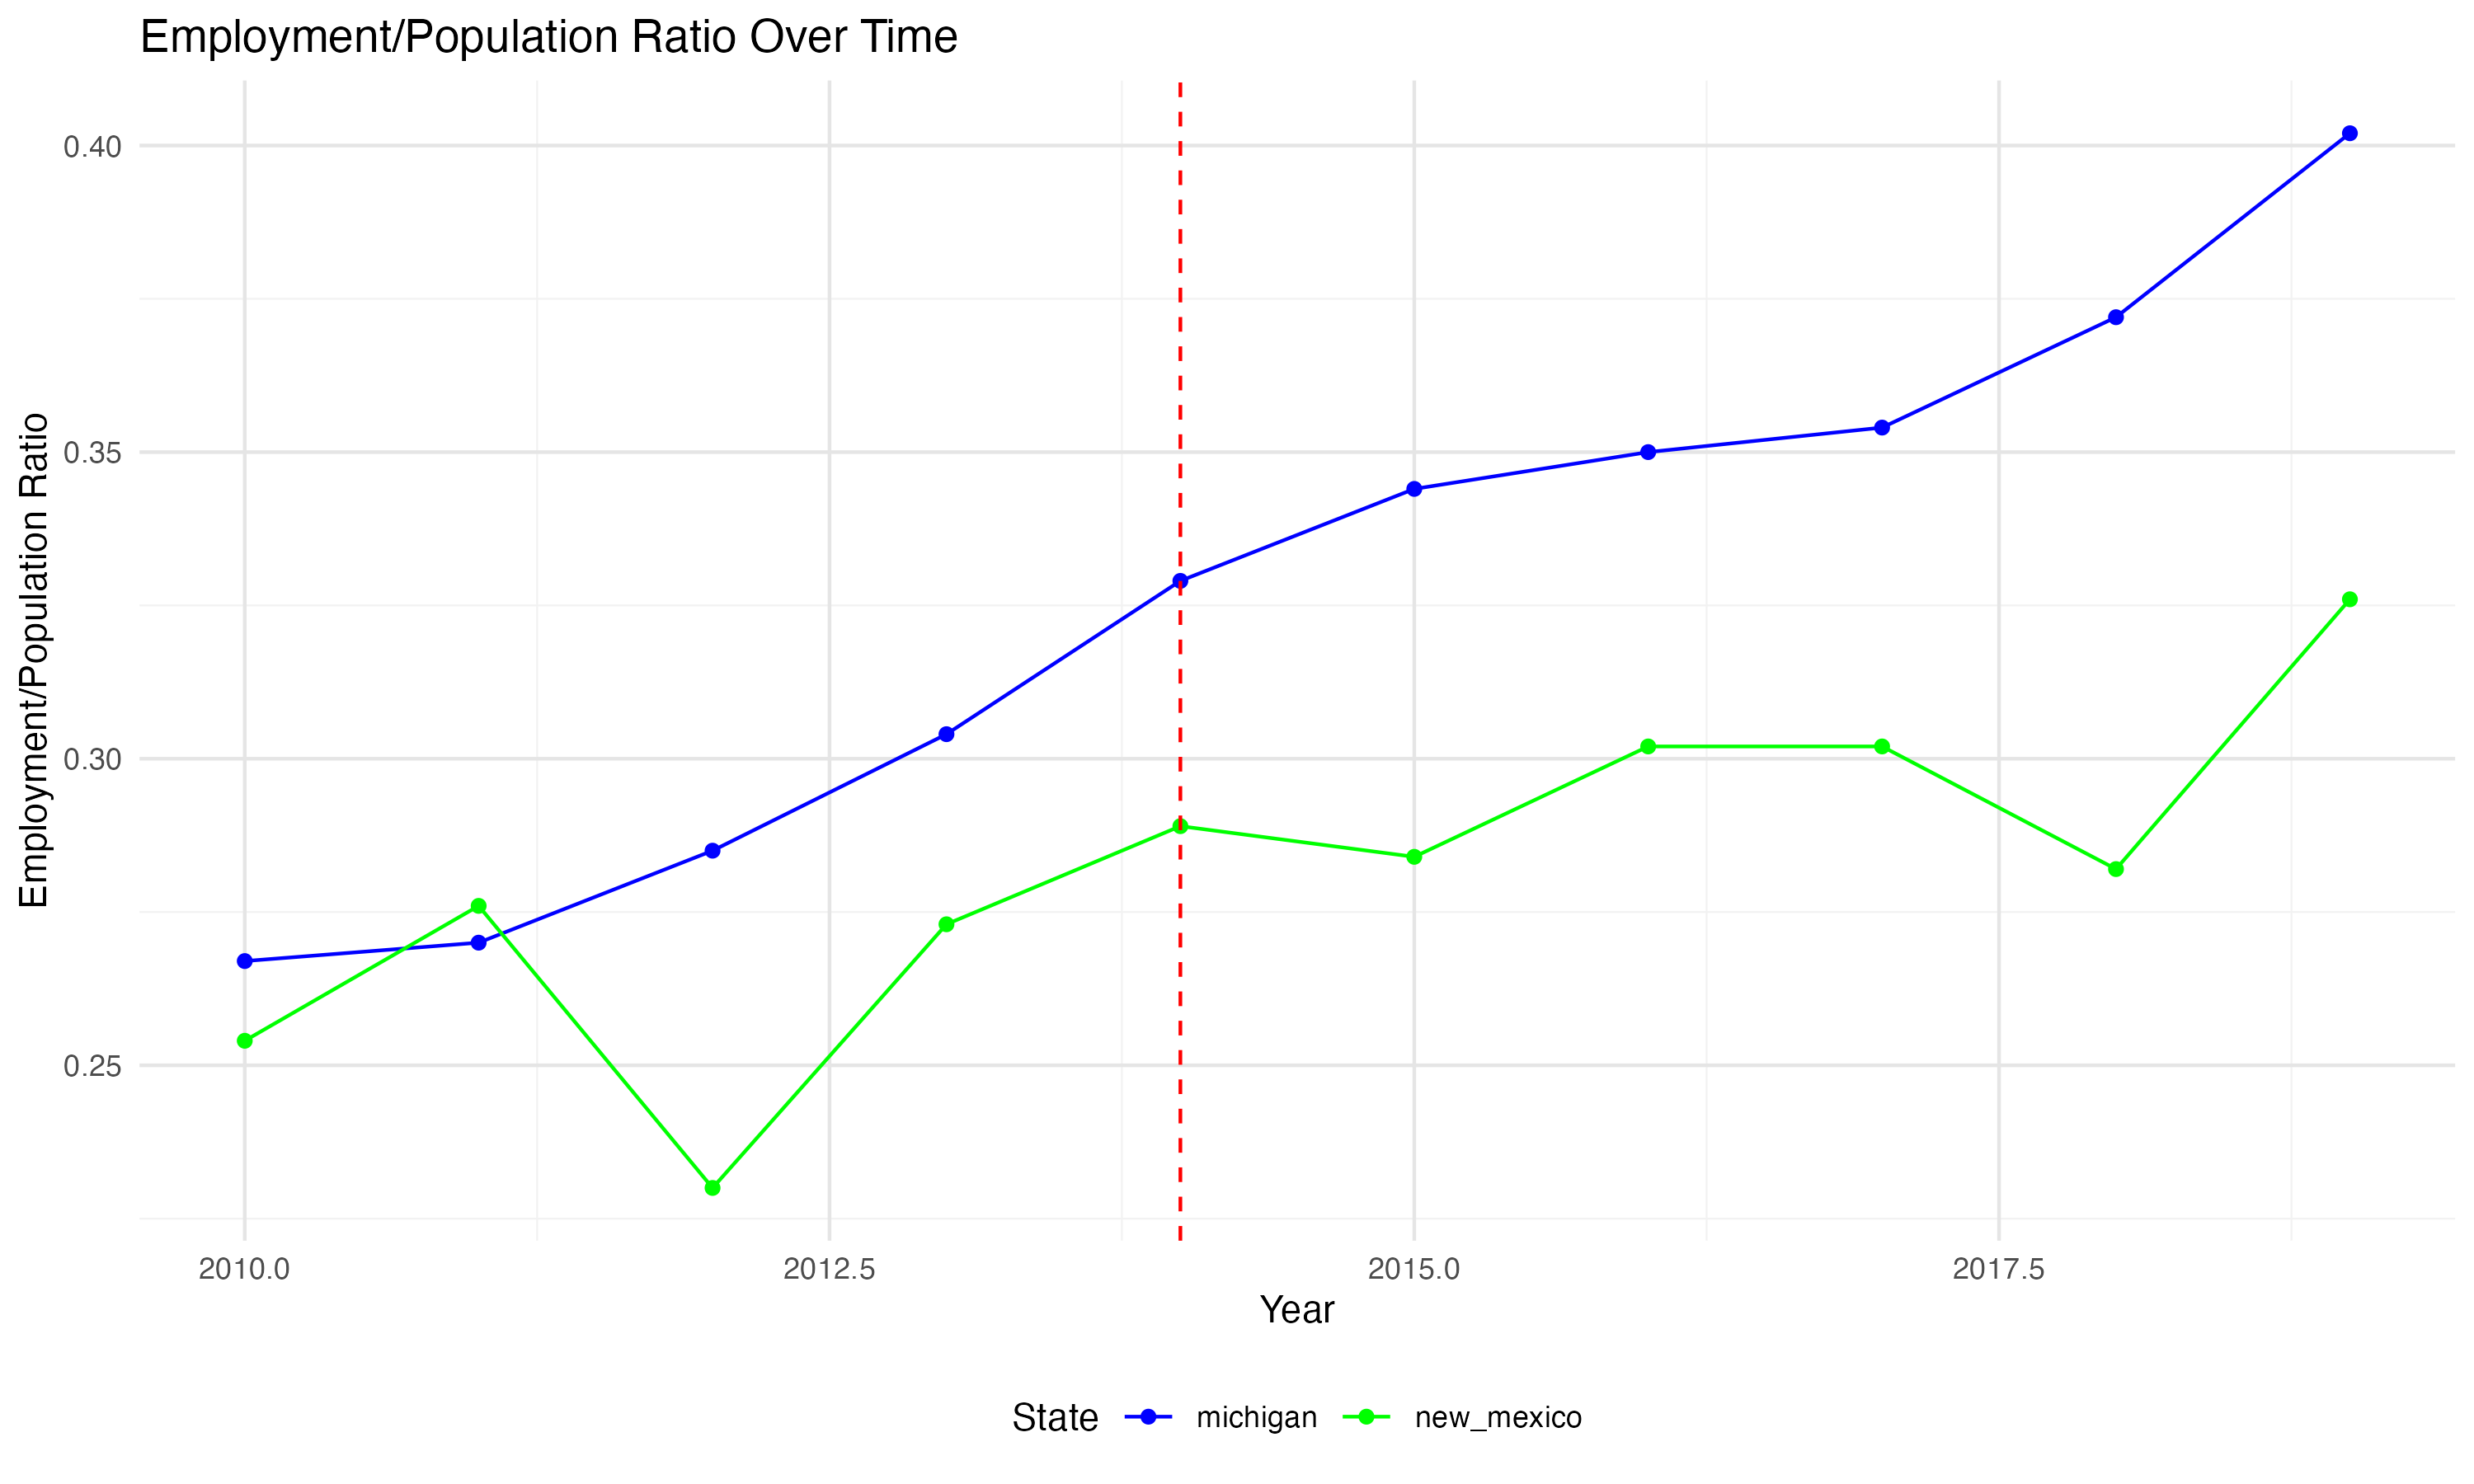 Employment/Population Ratio Over Time
Employment/Population Ratio
0.40
0.35
0.30
0.25
2010.0
2012.5
2015.0
2017.5
Year
State
michigan
new_mexico